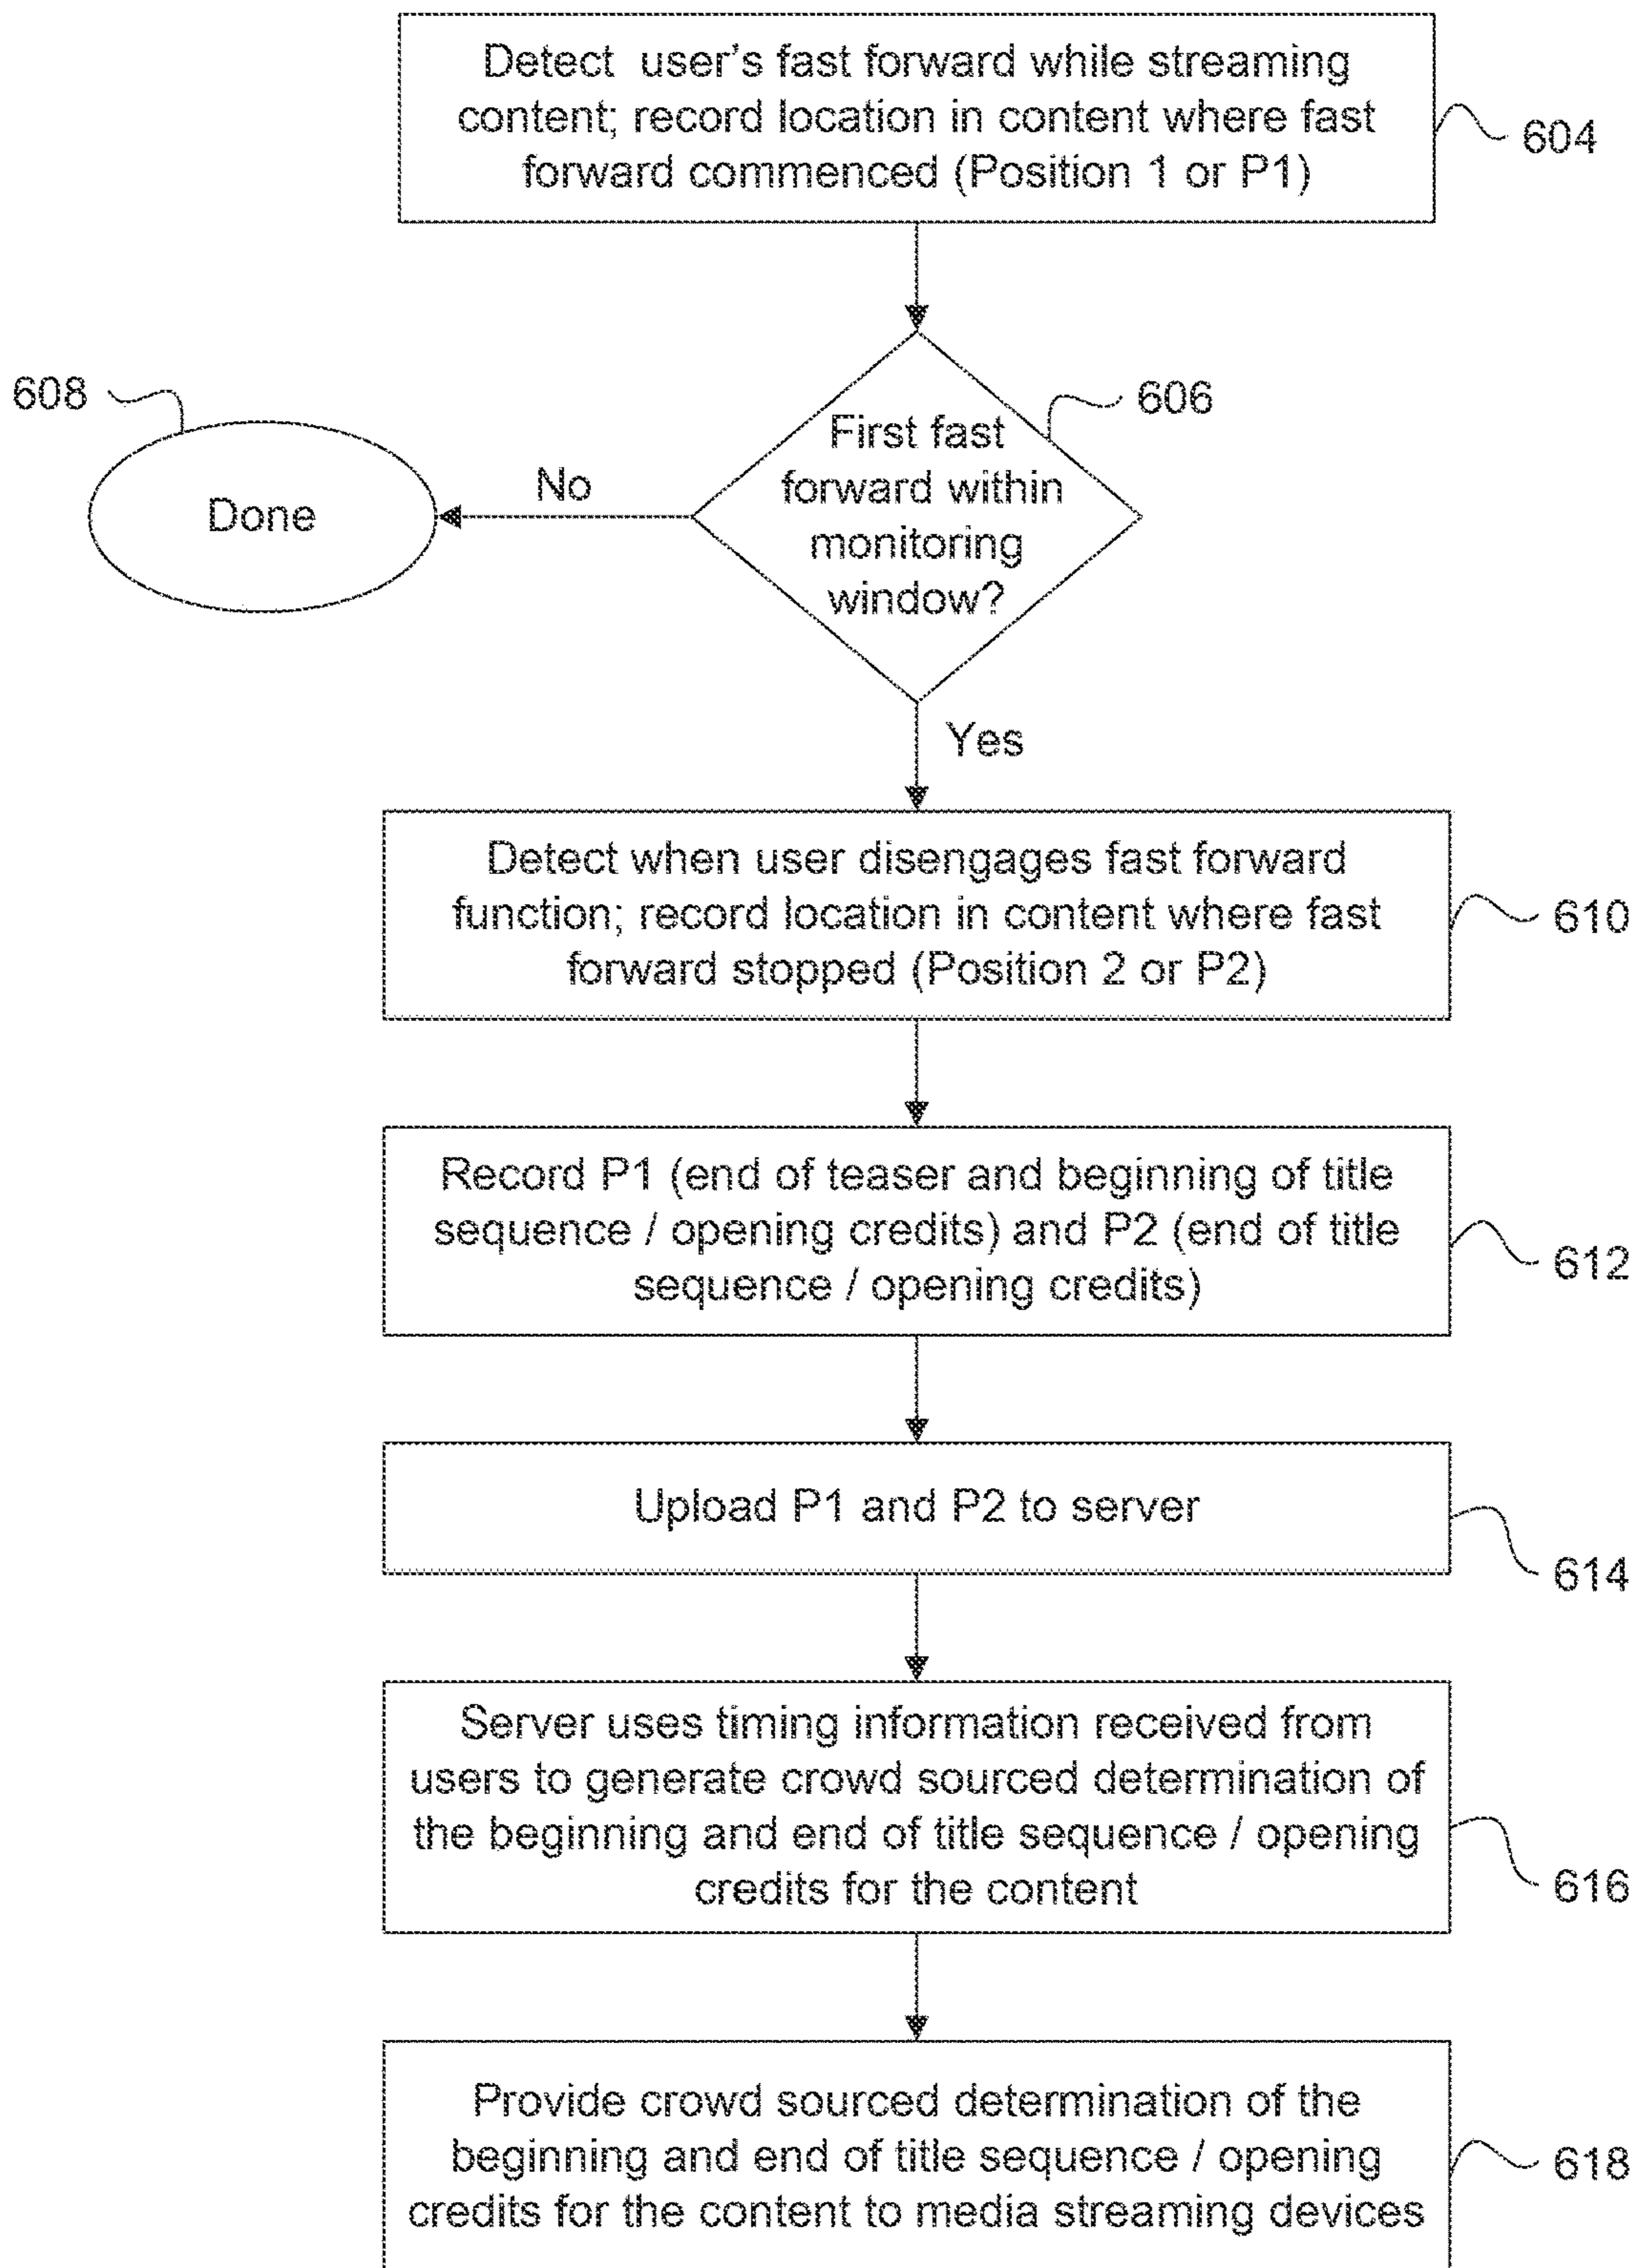 Detect user's fast forward while streaming
content; record location in content where fast
forward commenced (Position 1 or P1)
604
608
606
First fast
forward within
monitoring
window?
No
Done
Yes
Detect when user disengages fast forward
function; record location in content where fast
forward stopped (Position 2 or P2)
610
Record P1 (end of teaser and beginning of title
sequence / opening credits) and P2 (end of title
sequence / opening credits)
612
Upload P1 and P2 to server
614
Server uses timing information received from
users to generate crowd sourced determination of
the beginning and end of title sequence / opening
credits for the content
616
Provide crowd sourced determination of the
beginning and end of title sequence / opening
credits for the content to media streaming devices
618